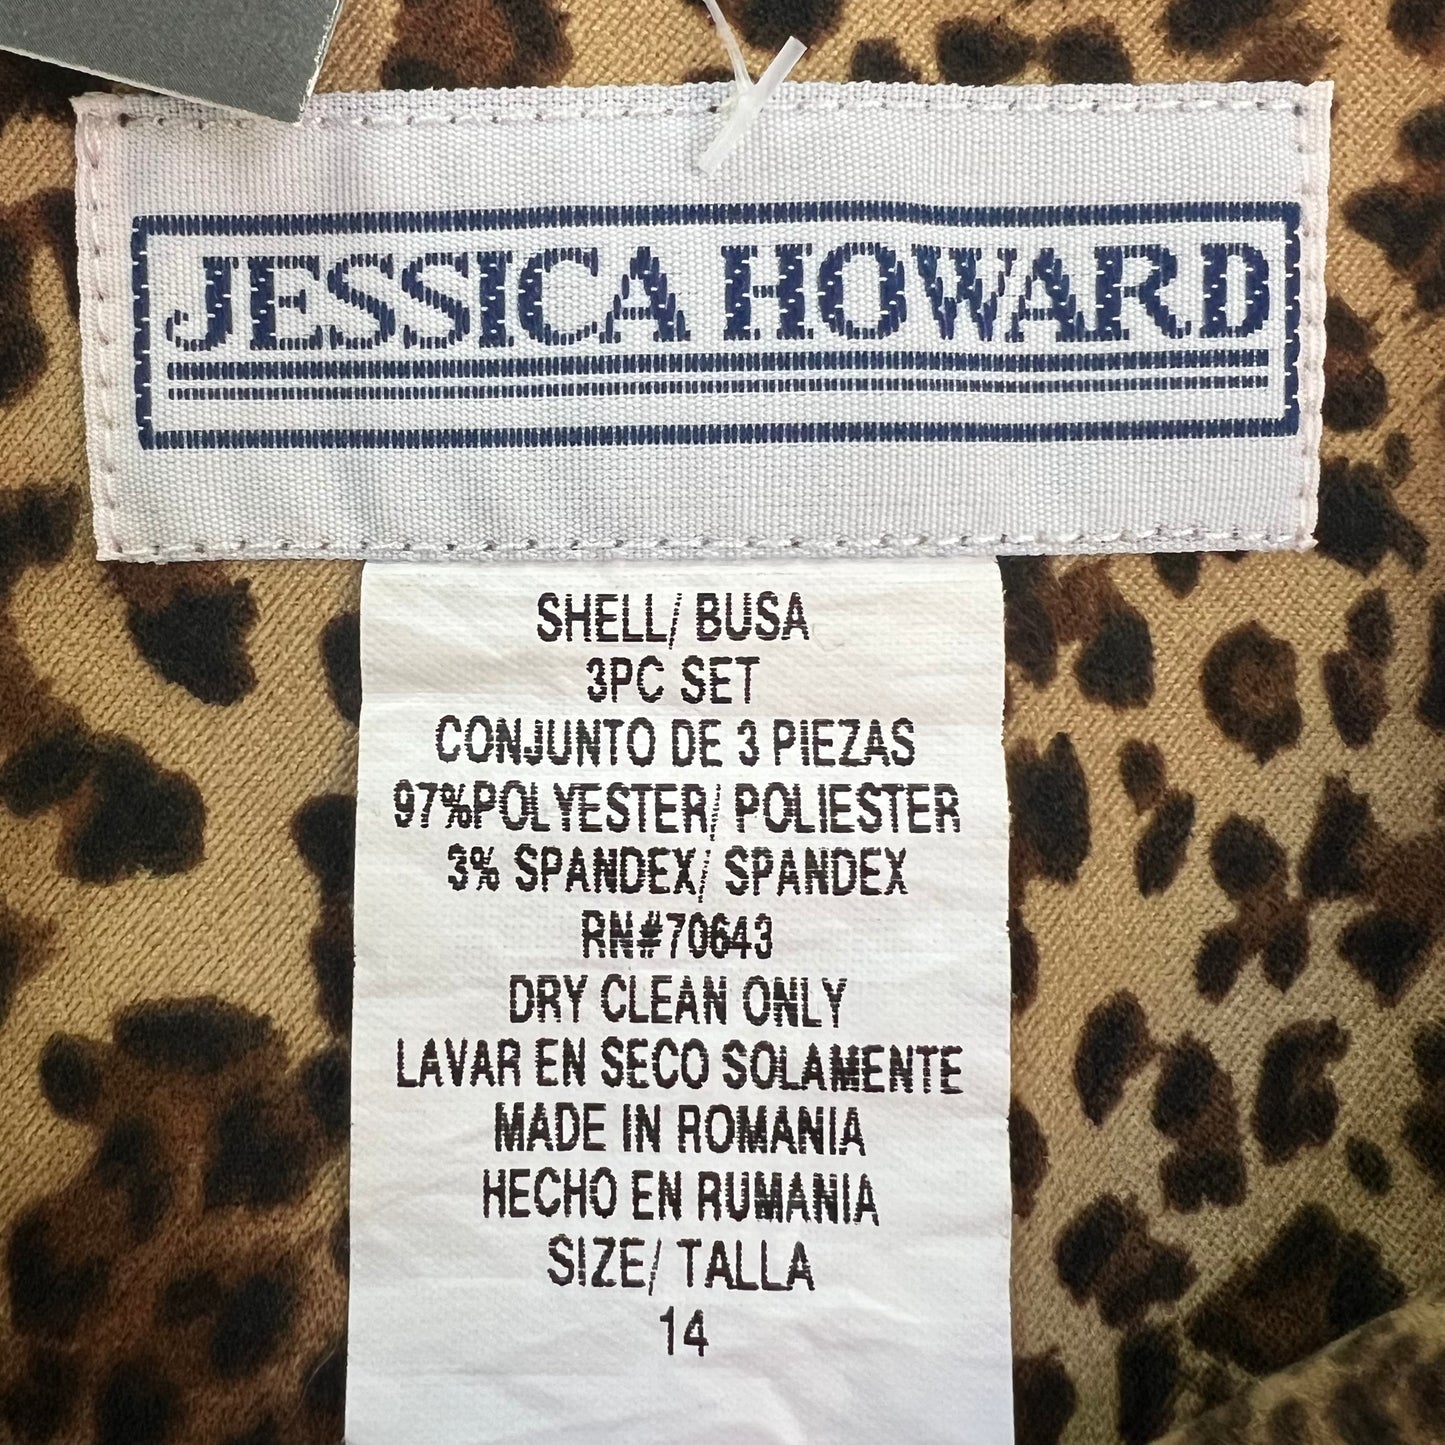 JESSICA HOWARD
SHELL/ BUSA
3PC SET
CONJUNTO DE 3 PIEZAS
97%POLYESTER/ POLIESTER
3% SPANDEX/ SPANDEX
RN#70643
DRY CLEAN ONLY
LAVAR EN SECO SOLAMENTE
MADE IN ROMANIA
HECHO EN RUMANIA
SIZE/ TALLA
14